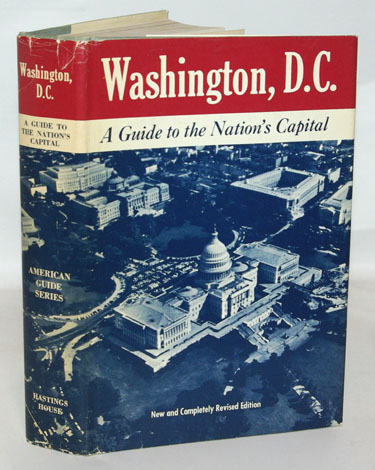 Washington,
D.C.
A GUIDE TO
THE NATION'S
CAPITAL
AMERICAN
GUIDE
SERIES
HASTINGS
HOUSE
Washington, D.C.
A Guide to the Nation's Capital
New and Completely Revised Edition